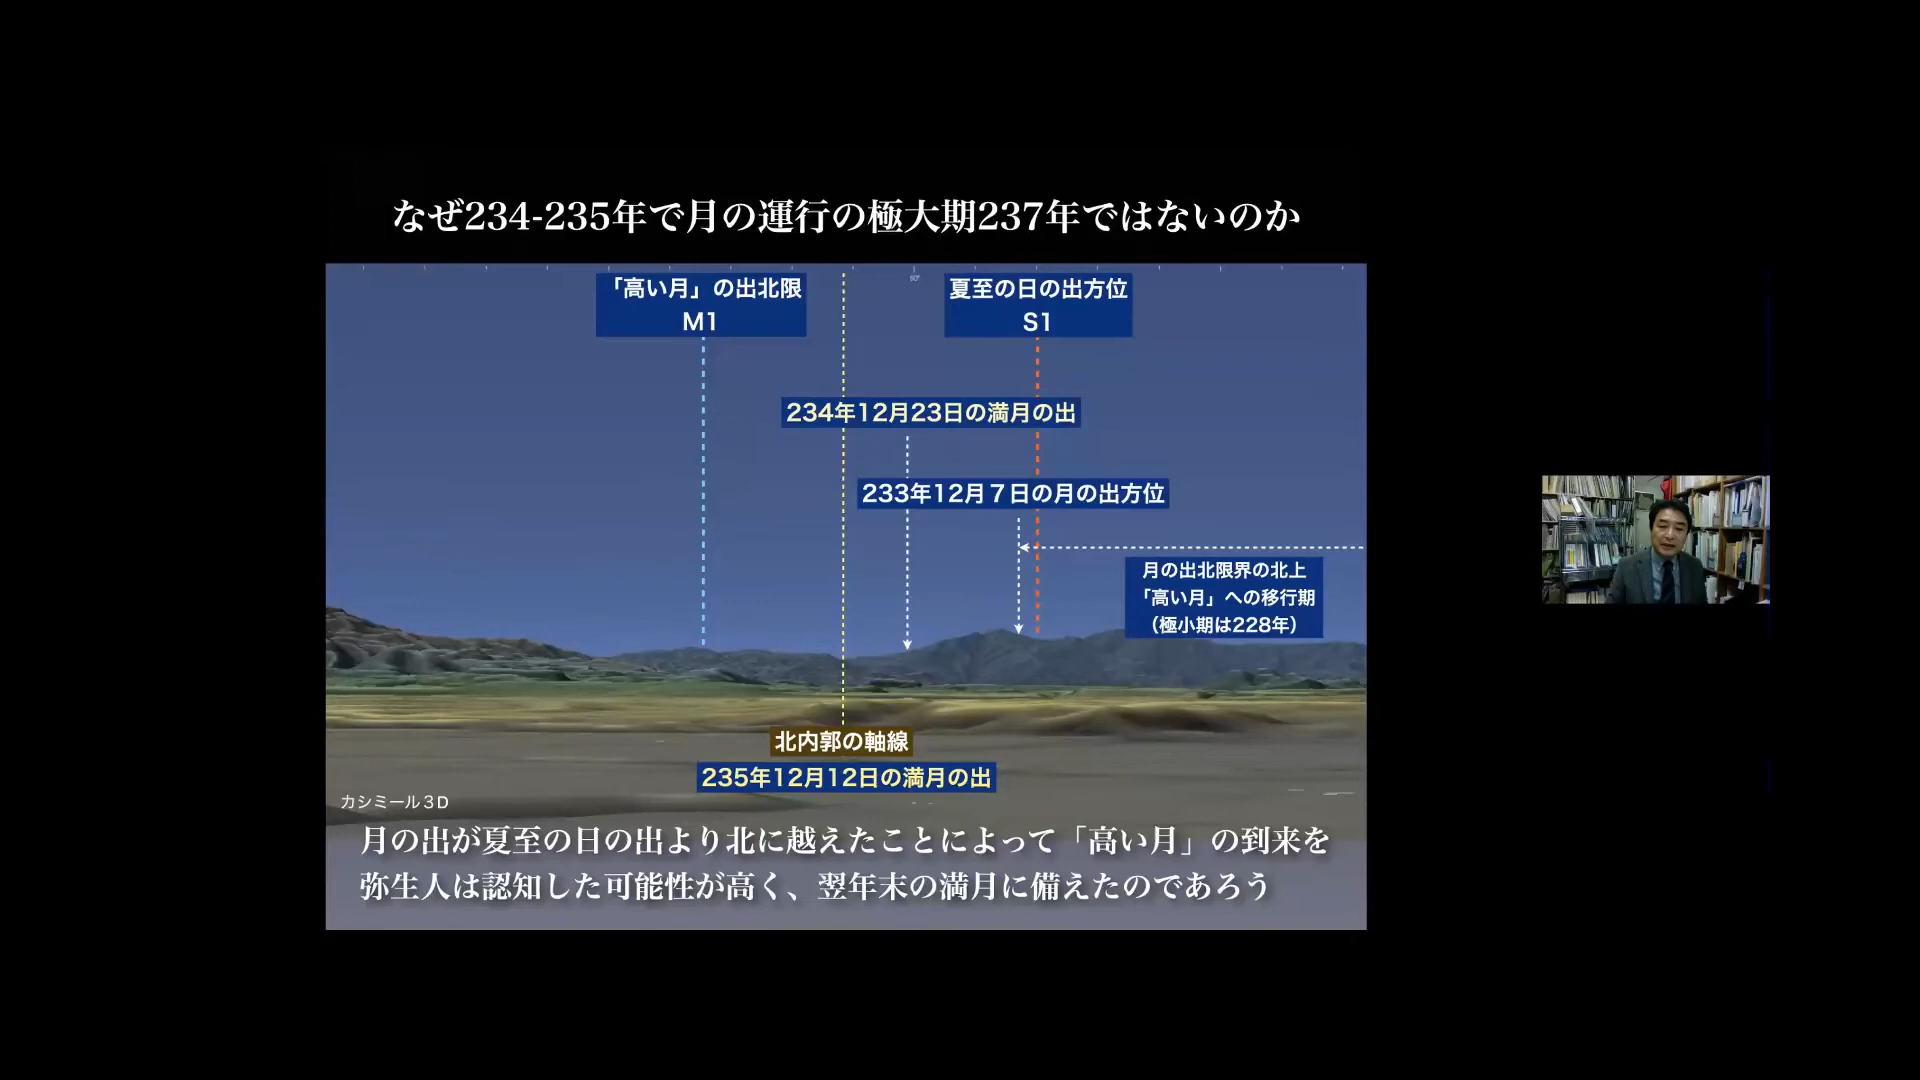 なぜ234-235年で月の運行の極大期237年ではないのか
「高い月」の出北限
M1
60°
夏至の日の出方位
S1
234年12月23日の満月の出
233年12月７日の月の出方位
月の出北限界の北上
「高い月」への移行期
（極小期は228年）
北内郭の軸線
235年12月12日の満月の出
カシミール３D
月の出が夏至の日の出より北に越えたことによって「高い月」の到来を
弥生人は認知した可能性が高く、翌年末の満月に備えたのであろう